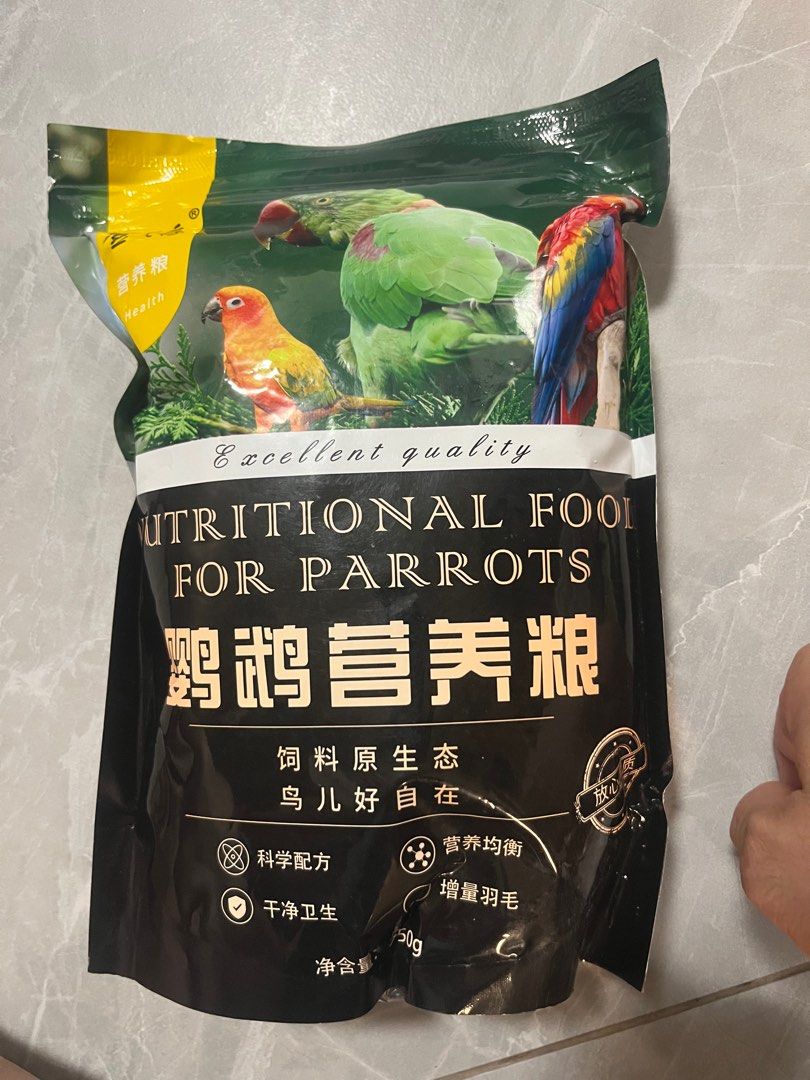 ®
营养粮
Health
Excellent quality
NUTRITIONAL FOOD
FOR PARROTS
鹦鹉营养粮
饲料原生态
鸟儿好自在
放心
质
科学配方
营养均衡
干净卫生
增量羽毛
净含量
50g